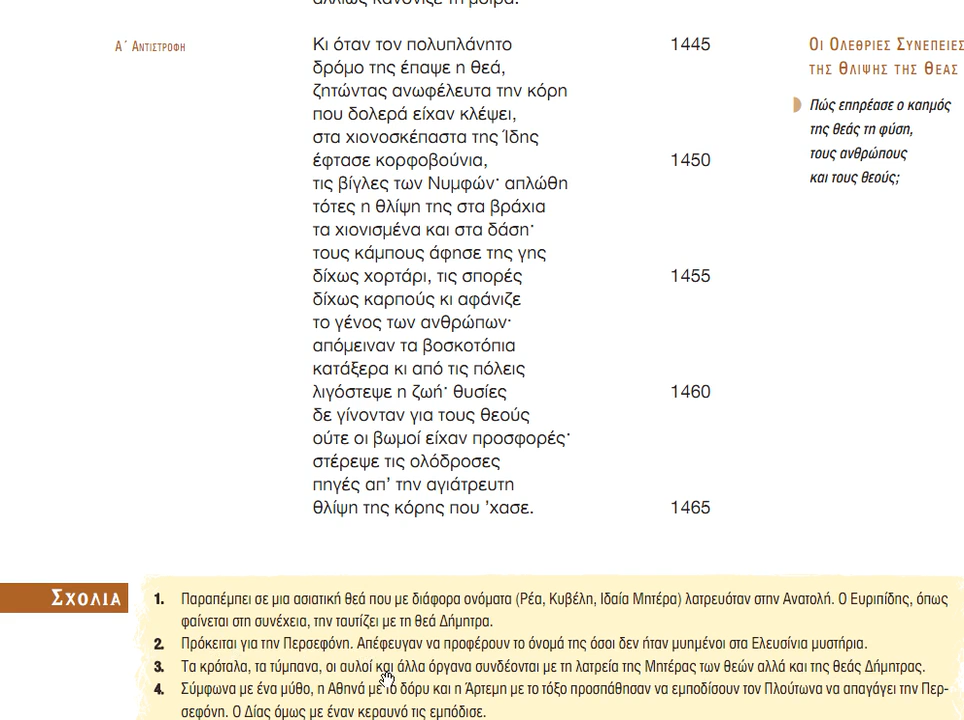 αλλιώς κανόνιζε τη μοίρα.
Α΄ ΑΝΤΙΣΤΡΟΦΗ
Κι όταν τον πολυπλάνητο 1445
δρόμο της έπαψε η θεά,
ζητώντας ανωφέλευτα την κόρη
που δολερά είχαν κλέψει,
στα χιονοσκέπαστα της Ίδης
έφτασε κορφοβούνια, 1450
τις βίγλες των Νυμφών· απλώθη
τότες η θλίψη της στα βράχια
τα χιονισμένα και στα δάση·
τους κάμπους άφησε της γης
δίχως χορτάρι, τις σπορές 1455
δίχως καρπούς κι αφάνιζε
το γένος των ανθρώπων·
απόμειναν τα βοσκοτόπια
κατάξερα κι από τις πόλεις
λιγόστεψε η ζωή· θυσίες 1460
δε γίνονταν για τους θεούς
ούτε οι βωμοί είχαν προσφορές·
στέρεψε τις ολόδροσες
πηγές απ' την αγιάτρευτη
θλίψη της κόρης που 'χασε. 1465
ΟΙ ΟΛΕΘΡΙΕΣ ΣΥΝΕΠΕΙΕΣ
ΤΗΣ ΘΛΙΨΗΣ ΤΗΣ ΘΕΑΣ
Πώς επηρέασε ο καημός
της θεάς τη φύση,
τους ανθρώπους
και τους θεούς;
ΣΧΟΛΙΑ
1. Παραπέμπει σε μια ασιατική θεά που με διάφορα ονόματα (Ρέα, Κυβέλη, Ιδαία Μητέρα) λατρευόταν στην Ανατολή. Ο Ευριπίδης, όπως
φαίνεται στη συνέχεια, την ταυτίζει με τη θεά Δήμητρα.
2. Πρόκειται για την Περσεφόνη. Απέφευγαν να προφέρουν το όνομά της όσοι δεν ήταν μυημένοι στα Ελευσίνια μυστήρια.
3. Τα κρόταλα, τα τύμπανα, οι αυλοί και άλλα όργανα συνδέονται με τη λατρεία της Μητέρας των θεών αλλά και της θεάς Δήμητρας.
4. Σύμφωνα με ένα μύθο, η Αθηνά με το δόρυ και η Άρτεμη με το τόξο προσπάθησαν να εμποδίσουν τον Πλούτωνα να απαγάγει την Περ-
σεφόνη. Ο Δίας όμως με έναν κεραυνό τις εμπόδισε.